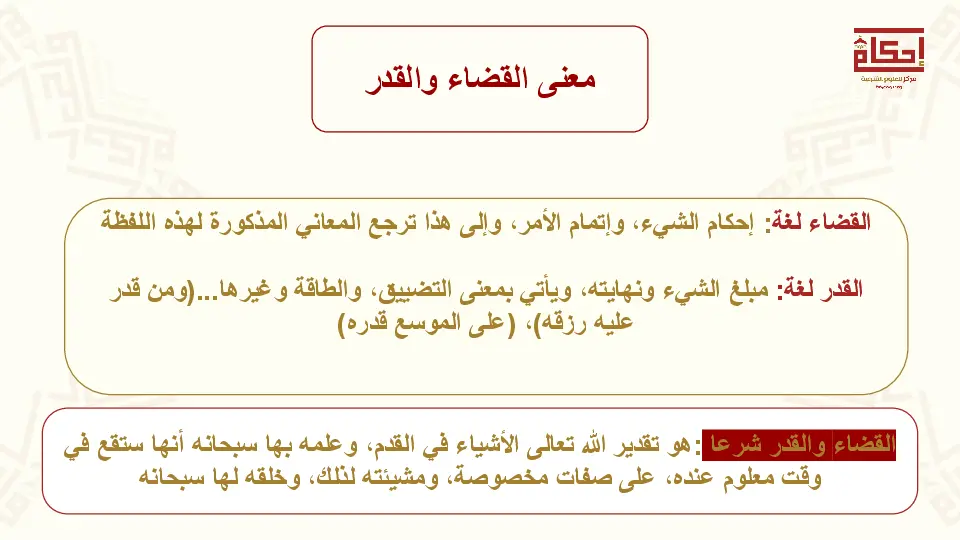 إحكام
مركز للعلوم الشرعية
معنى القضاء والقدر
القضاء لغة: إحكام الشيء، وإتمام الأمر، وإلى هذا ترجع المعاني المذكورة لهذه اللفظة
القدر لغة: مبلغ الشيء ونهايته، ويأتي بمعنى التضييق، والطاقة وغيرها...(ومن قدر
عليه رزقه)، (على الموسع قدره)
القضاء والقدر شرعا :هو تقدير الله تعالى الأشياء في القدم، وعلمه بها سبحانه أنها ستقع في
وقت معلوم عنده، على صفات مخصوصة، ومشيئته لذلك، وخلقه لها سبحانه